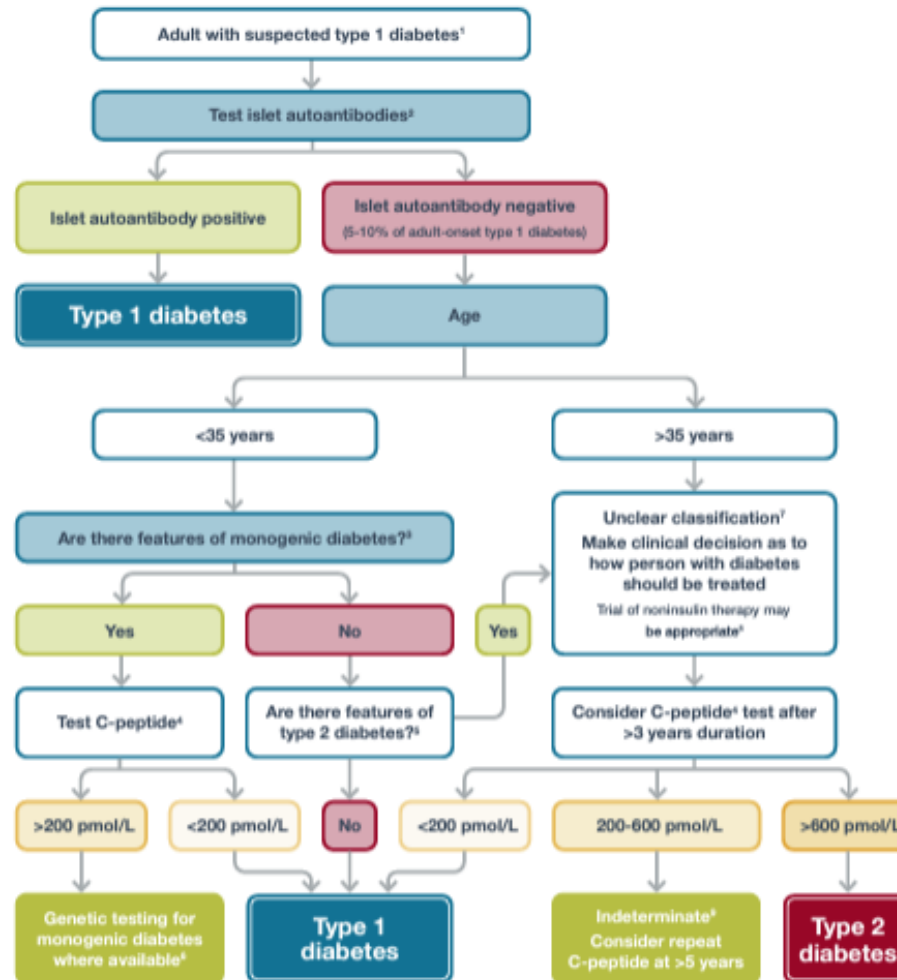 Adult with suspected type 1 diabetes¹
Test islet autoantibodies²
Islet autoantibody positive
Islet autoantibody negative
(5-10% of adult-onset type 1 diabetes)
Type 1 diabetes
Age
<35 years
>35 years
Are there features of monogenic diabetes?³
Unclear classification⁷
Make clinical decision as to
how person with diabetes
should be treated
Trial of noninsulin therapy may
be appropriate⁸
Yes
No
Yes
Test C-peptide⁴
Are there features of
type 2 diabetes?⁵
Consider C-peptide⁴ test after
>3 years duration
>200 pmol/L
<200 pmol/L
No
<200 pmol/L
200-600 pmol/L
>600 pmol/L
Genetic testing for
monogenic diabetes
where available⁶
Type 1
diabetes
Indeterminate
Consider repeat
C-peptide at >5 years
Type 2
diabetes